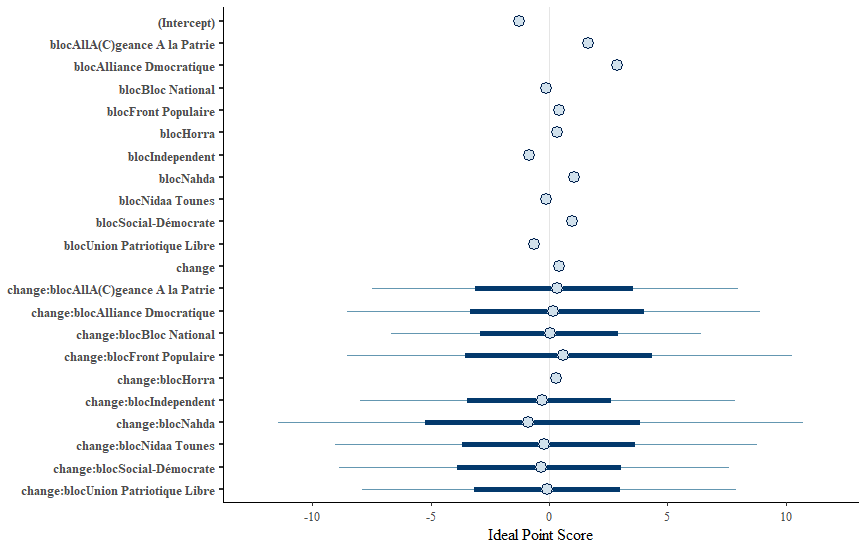 (Intercept)
blocAllA(C)geance A la Patrie
blocAlliance Dmocratique
blocBloc National
blocFront Populaire
blocHorra
blocIndependent
blocNahda
blocNidaa Tounes
blocSocial-Démocrate
blocUnion Patriotique Libre
change
change:blocAllA(C)geance A la Patrie
change:blocAlliance Dmocratique
change:blocBloc National
change:blocFront Populaire
change:blocHorra
change:blocIndependent
change:blocNahda
change:blocNidaa Tounes
change:blocSocial-Démocrate
change:blocUnion Patriotique Libre
-10 -5 0 5 10
Ideal Point Score